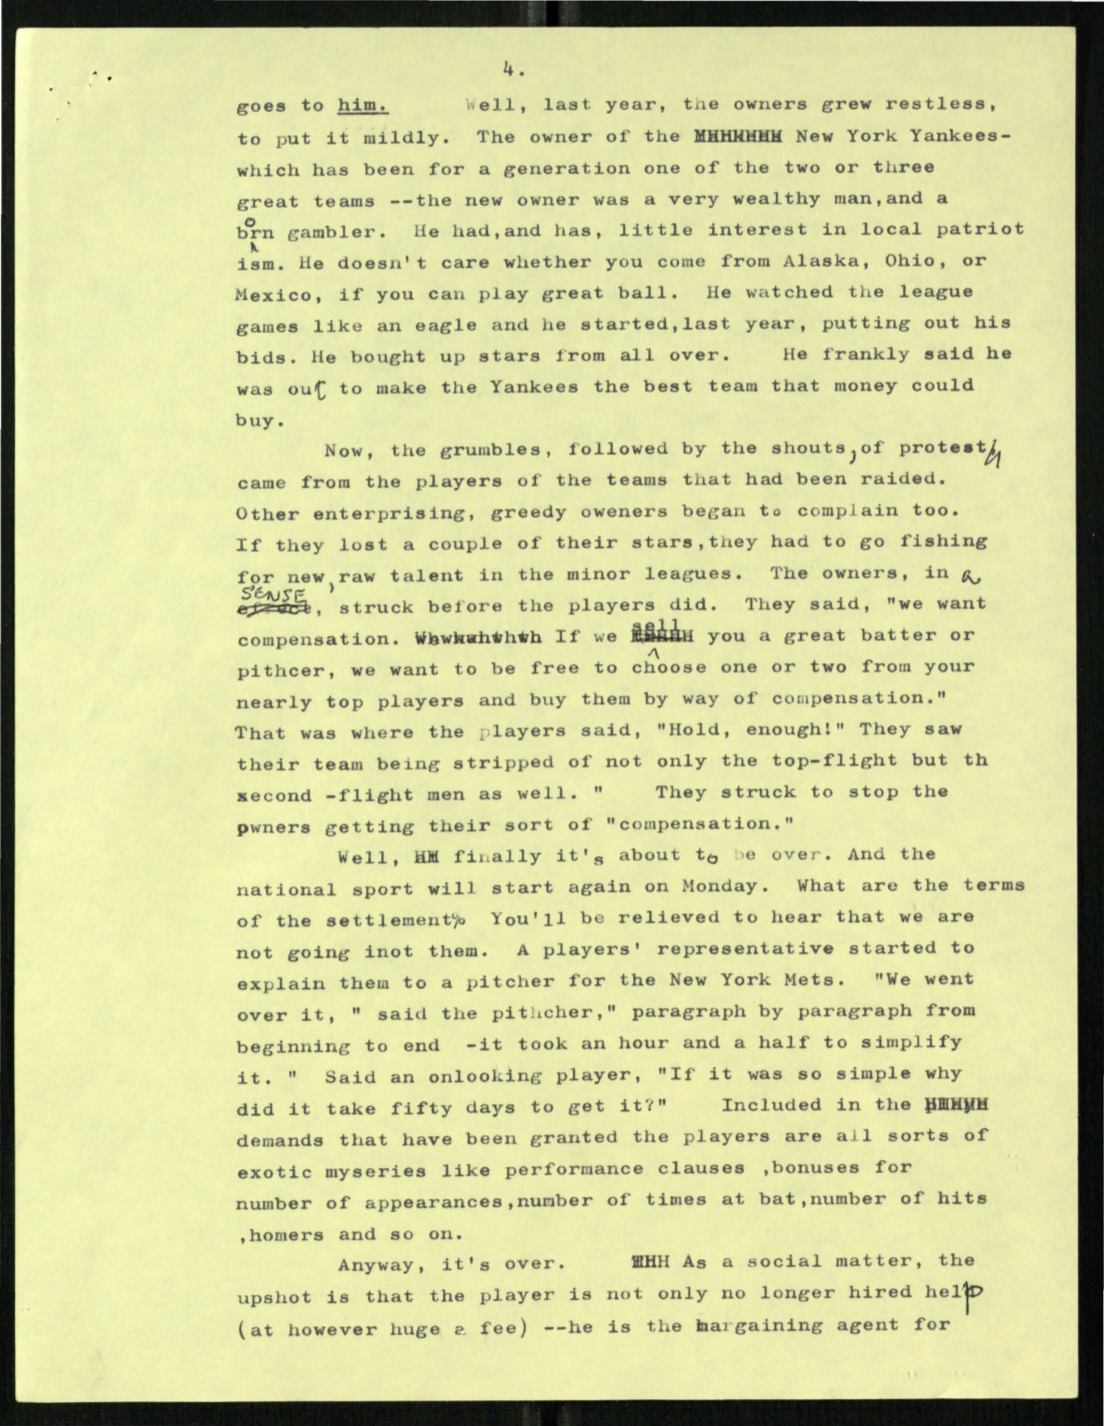 4.
goes to him. Well, last year, the owners grew restless,
to put it mildly. The owner of the New York Yankees-
which has been for a generation one of the two or three
great teams --the new owner was a very wealthy man,and a
born gambler. He had,and has, little interest in local patriot
ism. He doesn't care whether you come from Alaska, Ohio, or
Mexico, if you can play great ball. He watched the league
games like an eagle and he started,last year, putting out his
bids. He bought up stars from all over. He frankly said he
was out to make the Yankees the best team that money could
buy.
Now, the grumbles, followed by the shouts, of protest,
came from the players of the teams that had been raided.
Other enterprising, greedy oweners began to complain too.
If they lost a couple of their stars,they had to go fishing
for new, raw talent in the minor leagues. The owners, in a
SENSE, struck before the players did. They said, "we want
compensation. If we sell you a great batter or
pithcer, we want to be free to choose one or two from your
nearly top players and buy them by way of compensation."
That was where the players said, "Hold, enough!" They saw
their team being stripped of not only the top-flight but th
second -flight men as well. " They struck to stop the
pwners getting their sort of "compensation."
Well, finally it's about to be over. And the
national sport will start again on Monday. What are the terms
of the settlement% You'll be relieved to hear that we are
not going inot them. A players' representative started to
explain them to a pitcher for the New York Mets. "We went
over it, " said the pithcher," paragraph by paragraph from
beginning to end -it took an hour and a half to simplify
it. " Said an onlooking player, "If it was so simple why
did it take fifty days to get it?" Included in the
demands that have been granted the players are all sorts of
exotic myseries like performance clauses ,bonuses for
number of appearances,number of times at bat,number of hits
,homers and so on.
Anyway, it's over. As a social matter, the
upshot is that the player is not only no longer hired help
(at however huge a fee) --he is the bargaining agent for